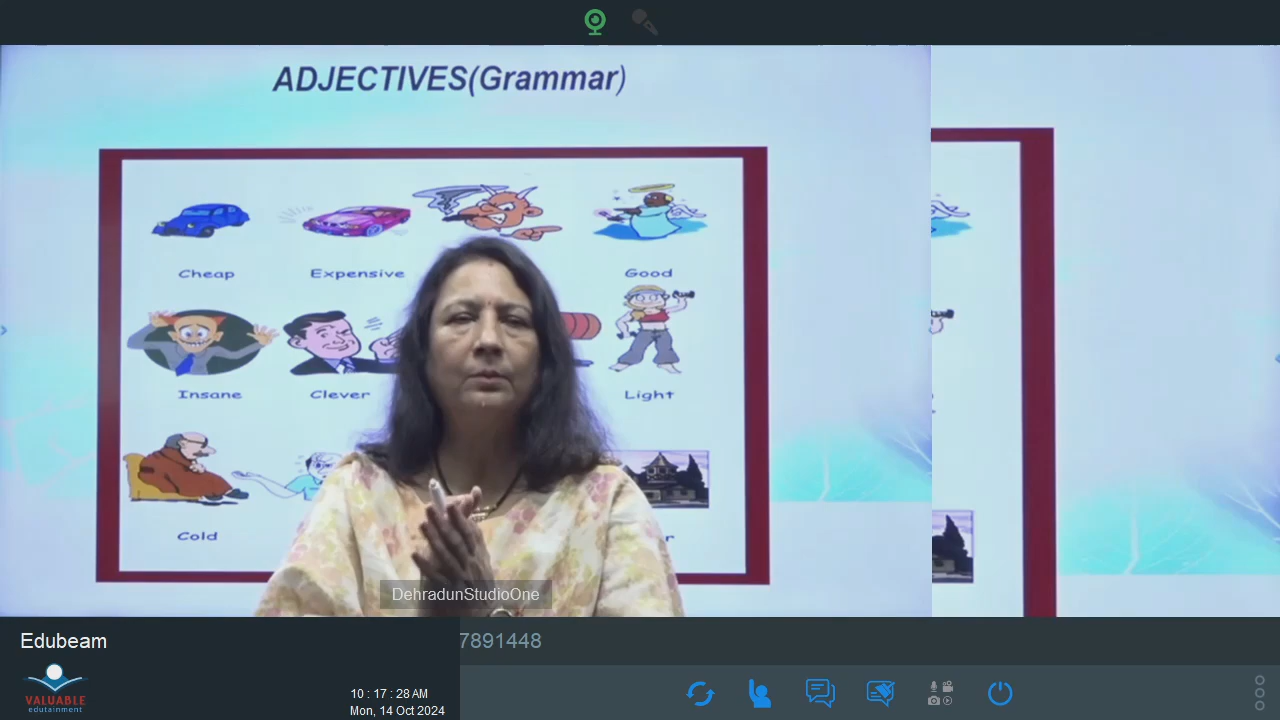 ADJECTIVES(Grammar)
Cheap
Expensive
Good
Insane
Clever
Light
Cold
DehradunStudioOne
Edubeam
7891448
VALUABLE
edutainment
10 : 17 : 28 AM
Mon, 14 Oct 2024